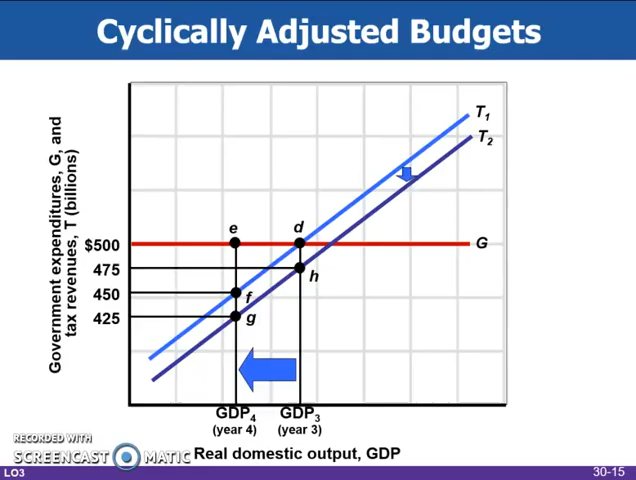 Cyclically Adjusted Budgets
Government expenditures, G, and
tax revenues, T (billions)
T1
T2
e
d
$500
G
475
h
450
f
425
g
GDP4
(year 4)
GDP3
(year 3)
Real domestic output, GDP
RECORDED WITH
SCREENCAST MATIC
LO3
30-15